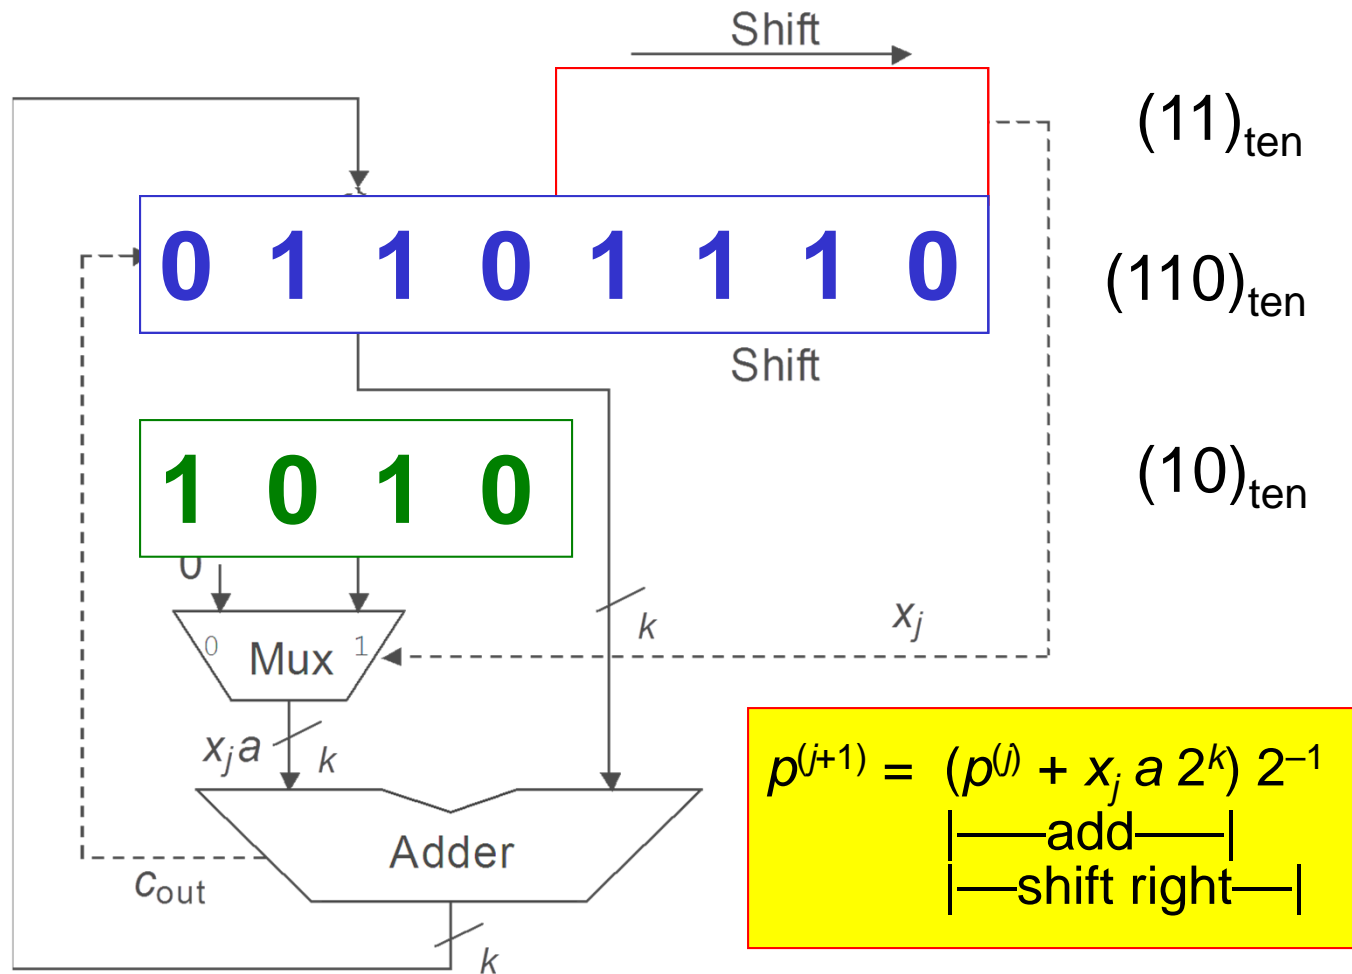 Shift
(11)ten
0 1 1 0 1 1 1 0
(110)ten
Shift
1 0 1 0
(10)ten
0
0 Mux 1
k
xj
xj a
k
p(j+1) = (p(j) + xj a 2k) 2–1
|——add——|
|——shift right——|
Adder
cout
k